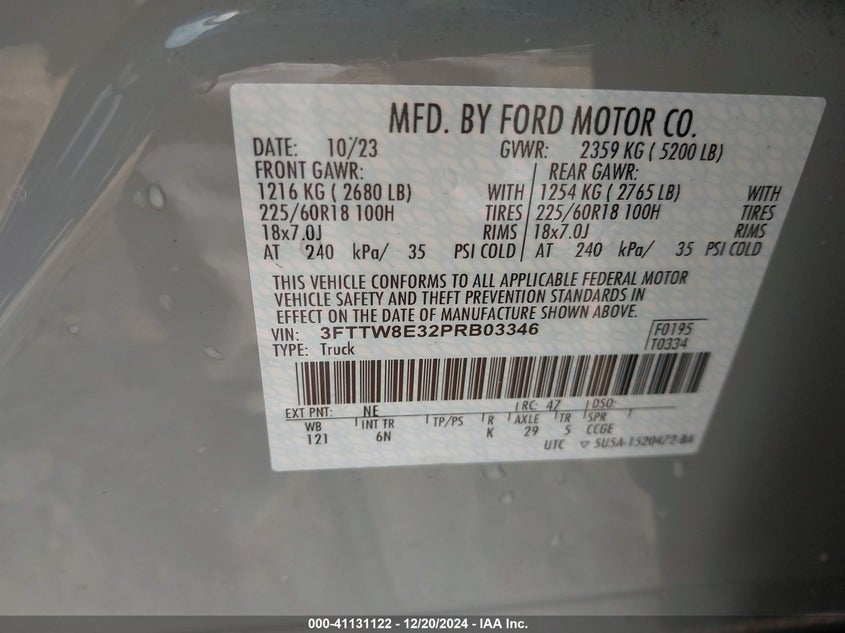 MFD. BY FORD MOTOR CO.
DATE: 10/23 GVWR: 2359 KG ( 5200 LB)
FRONT GAWR: REAR GAWR:
1216 KG ( 2680 LB) WITH 1254 KG ( 2765 LB) WITH
225/60R18 100H TIRES 225/60R18 100H TIRES
18x7.0J RIMS 18x7.0J RIMS
AT 240 kPa/ 35 PSI COLD AT 240 kPa/ 35 PSI COLD
THIS VEHICLE CONFORMS TO ALL APPLICABLE FEDERAL MOTOR
VEHICLE SAFETY AND THEFT PREVENTION STANDARDS IN
EFFECT ON THE DATE OF MANUFACTURE SHOWN ABOVE.
VIN: 3FTTW8E32PRB03346 F0195
TYPE: Truck T0334
EXT PNT: NE RC: 47 DSO:
WB INT TR TP/PS R AXLE TR SPR
121 6N K 29 5 CCGE
UTC ▽ 5U5A-1520472-BA
000-41131122 – 12/20/2024 – IAA Inc.